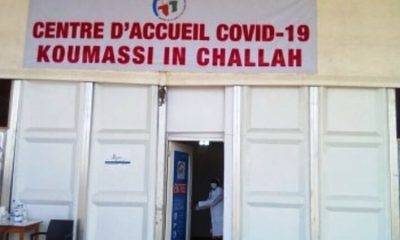 CENTRE D'ACCUEIL COVID-19
KOUMASSI IN CHALLAH